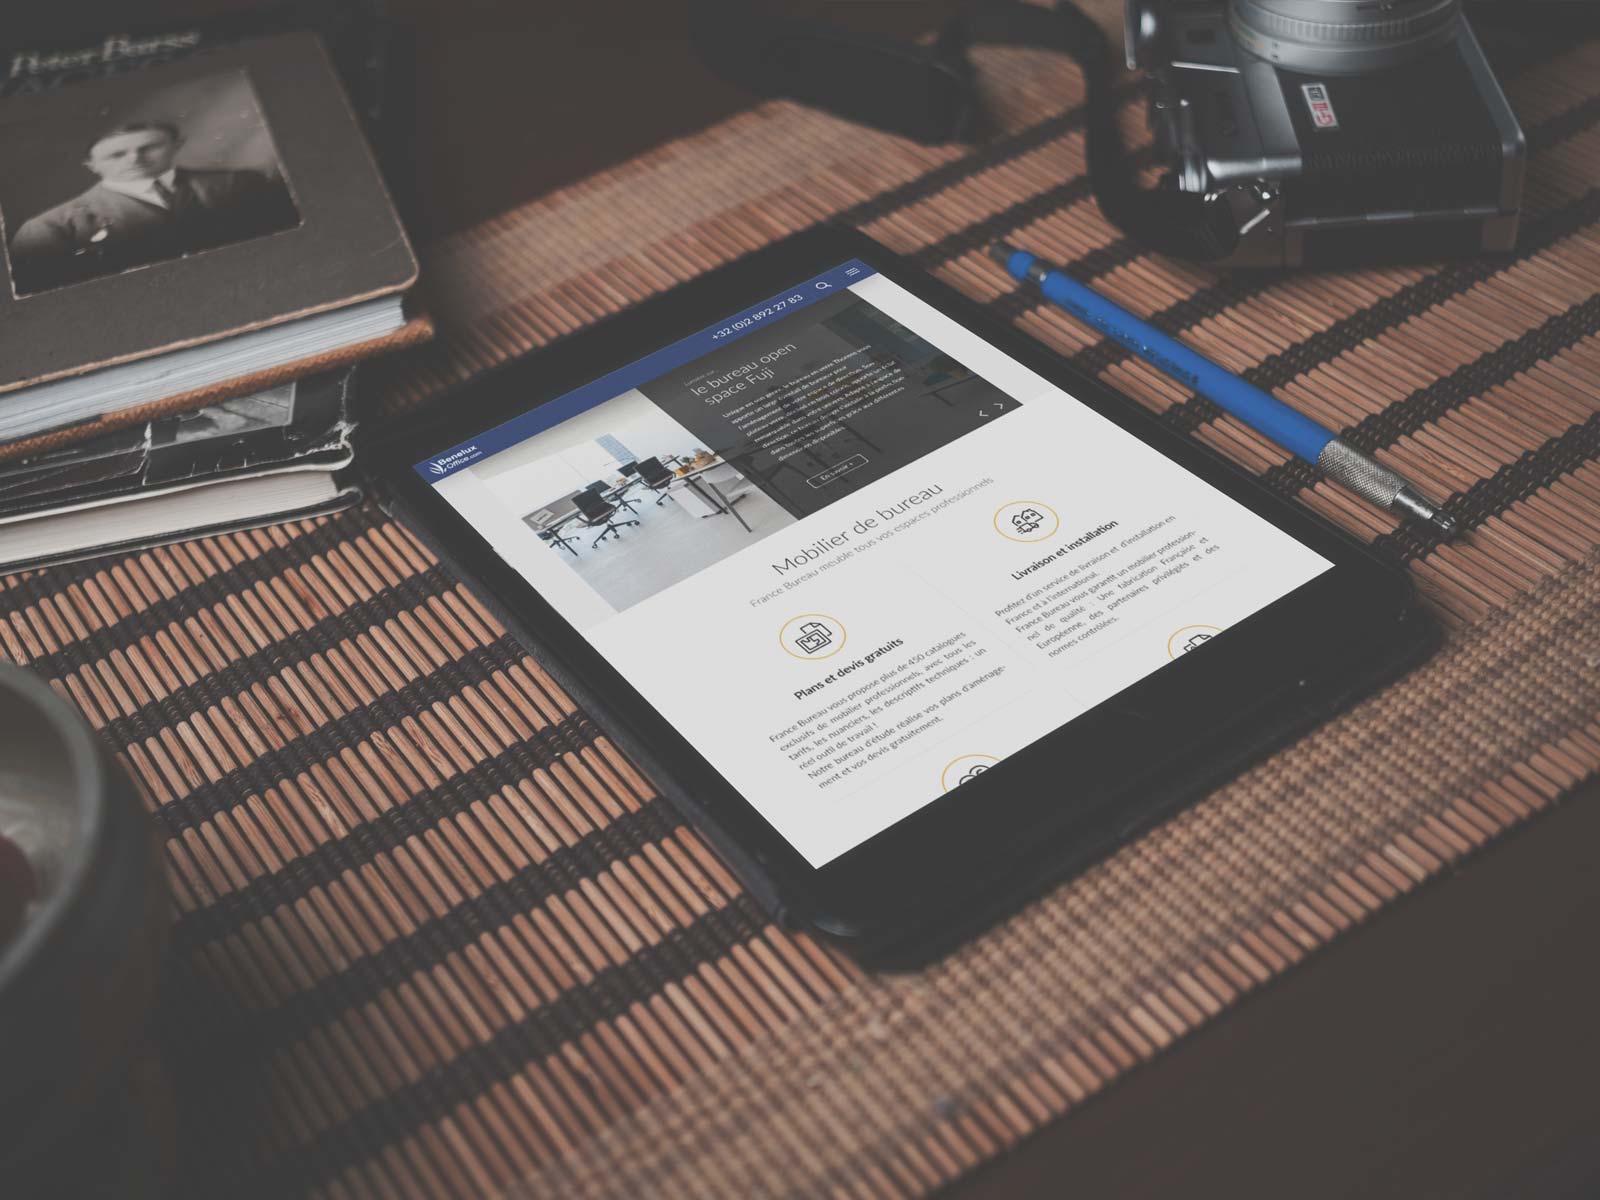 Peter Barss
Benelux
Office.com
+32 (0)2 892 27 83
le bureau open
space Fuji
En savoir +
Mobilier de bureau
France Bureau meuble tous vos espaces professionnels
Plans et devis gratuits
France Bureau vous propose plus de 450 catalogues
exclusifs de mobilier professionnels, avec tous les
tarifs, les nuanciers, les descriptifs techniques : un
réel outil de travail !
Notre bureau d'étude réalise vos plans d'aménage-
ment et vos devis gratuitement.
Livraison et installation
Profitez d'un service de livraison et d'installation en
France et à l'international.
France Bureau vous garantit un mobilier profession-
nel de qualité : Une fabrication Française et
Européenne, des partenaires privilégiés et des
normes contrôlées.